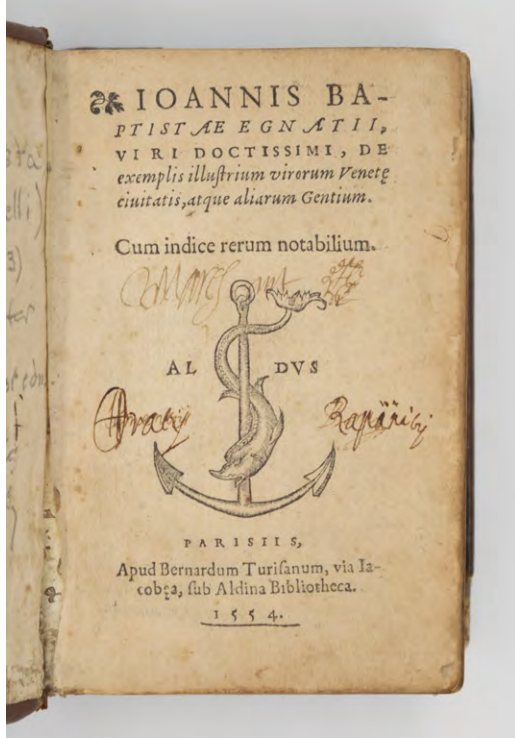 IOANNIS BA-
PTISTÆ EGNATII,
VIRI DOCTISSIMI, DE
exemplis illuſtrium virorum Venetę
ciuitatis, atque aliarum Gentium.
Cum indice rerum notabilium.
AL DVS
PARISIIS,
Apud Bernardum Turiſanum, via Ia-
cobęa, ſub Aldina Bibliotheca.
1554.